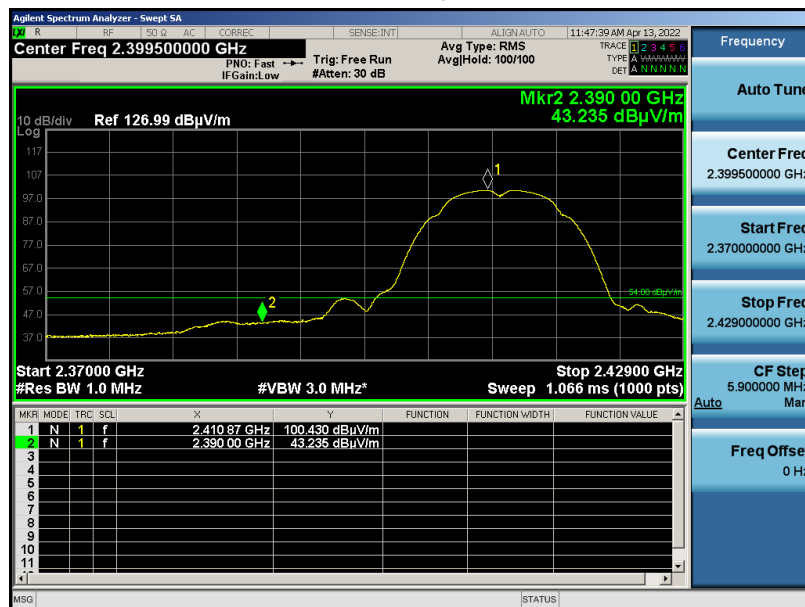 Agilent Spectrum Analyzer - Swept SA
LXI R RF 50 Ω AC CORREC SENSE:INT ALIGN AUTO 11:47:39 AM Apr 13, 2022
Center Freq 2.399500000 GHz
PNO: Fast
IFGain:Low
Trig: Free Run
#Atten: 30 dB
Avg Type: RMS
Avg|Hold: 100/100
TRACE 1 2 3 4 5 6
TYPE A WWWWW
DET A N N N N N
Mkr2 2.390 00 GHz
43.235 dBµV/m
10 dB/div
Log
Ref 126.99 dBµV/m
117
107
97.0
87.0
77.0
67.0
57.0
47.0
37.0
1
2
54.00 dBµV/m
Start 2.37000 GHz
Stop 2.42900 GHz
#Res BW 1.0 MHz
#VBW 3.0 MHz*
Sweep 1.066 ms (1000 pts)
MKR MODE TRC SCL X Y FUNCTION FUNCTION WIDTH FUNCTION VALUE
1 N 1 f 2.410 87 GHz 100.430 dBµV/m
2 N 1 f 2.390 00 GHz 43.235 dBµV/m
3
4
5
6
7
8
9
10
11
MSG
STATUS
Frequency
Auto Tune
Center Freq
2.399500000 GHz
Start Freq
2.370000000 GHz
Stop Freq
2.429000000 GHz
CF Step
5.900000 MHz
Auto Man
Freq Offset
0 Hz